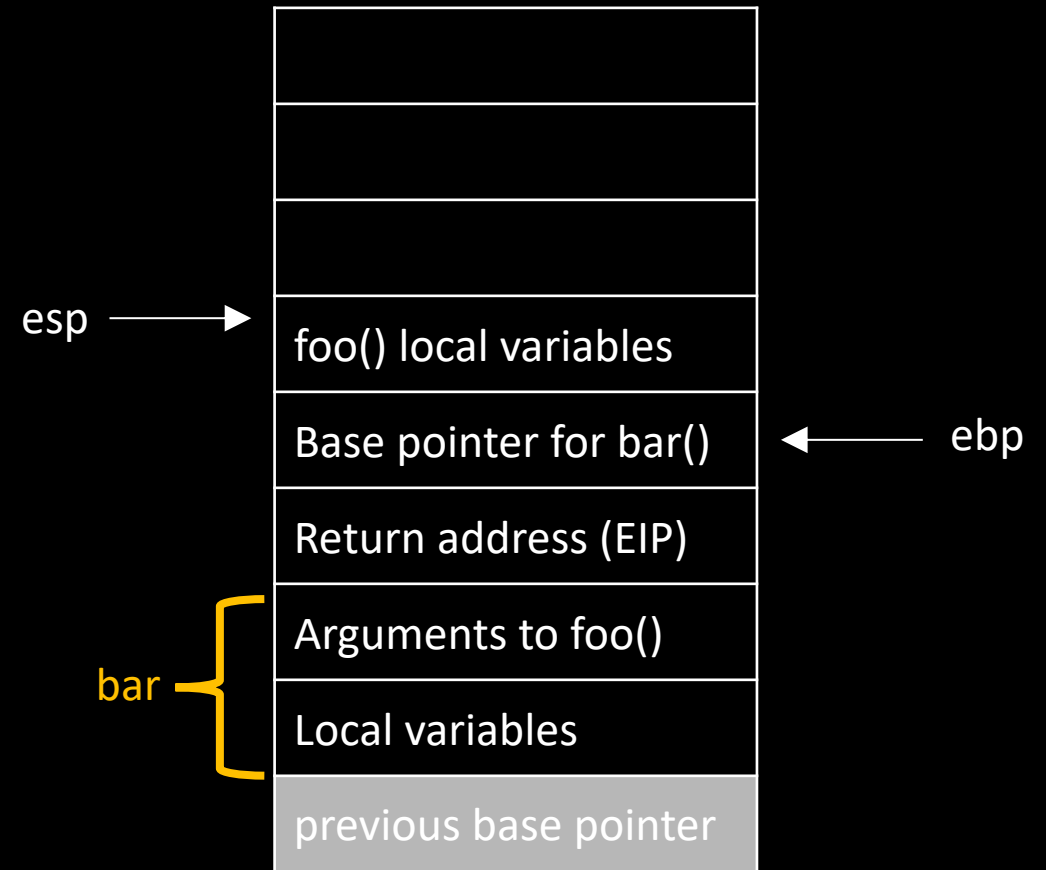 esp
foo() local variables
Base pointer for bar()
ebp
Return address (EIP)
Arguments to foo()
bar
Local variables
previous base pointer